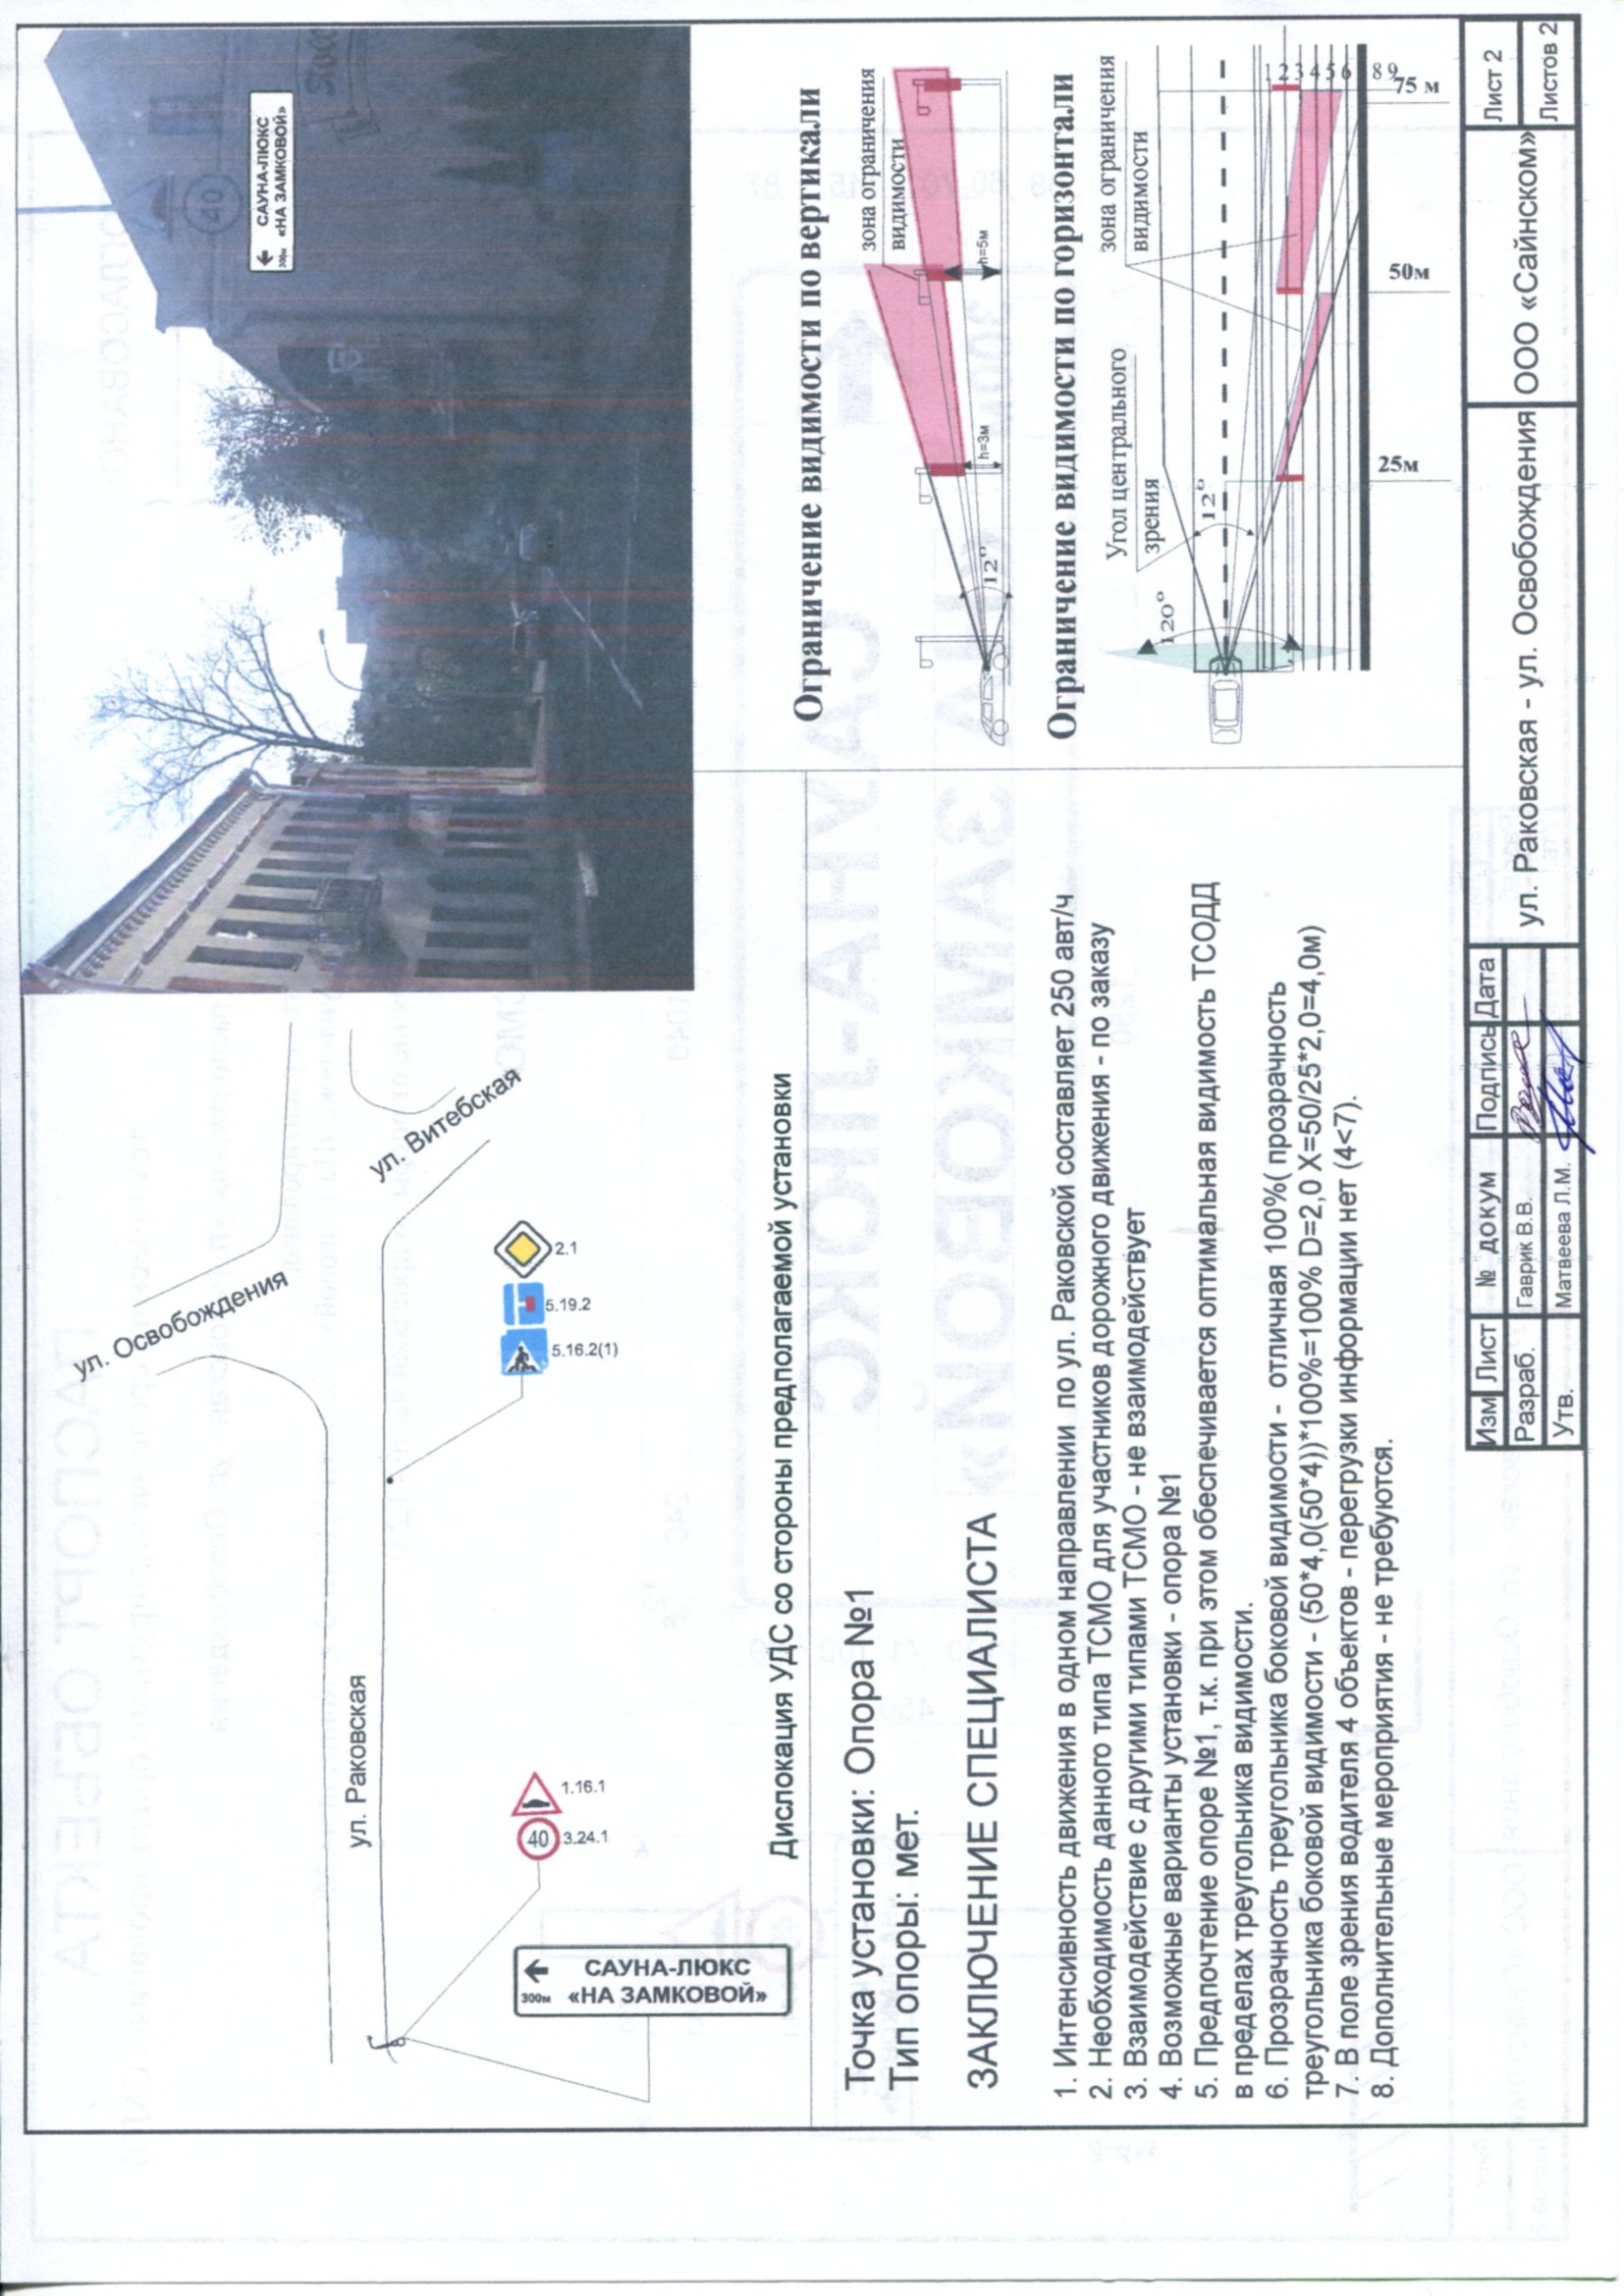 ул. Освобождения
ул. Витебская
ул. Раковская
2.1
5.19.2
5.16.2(1)
1.16.1
40
3.24.1
САУНА-ЛЮКС
300м «НА ЗАМКОВОЙ»
Дислокация УДС со стороны предполагаемой установки
САУНА-ЛЮКС
300м «НА ЗАМКОВОЙ»
Точка установки: Опора №1
Тип опоры: мет.
ЗАКЛЮЧЕНИЕ СПЕЦИАЛИСТА
1. Интенсивность движения в одном направлении по ул. Раковской составляет 250 авт/ч
2. Необходимость данного типа ТСМО для участников дорожного движения - по заказу
3. Взаимодействие с другими типами ТСМО - не взаимодействует
4. Возможные варианты установки - опора №1
5. Предпочтение опоре №1, т.к. при этом обеспечивается оптимальная видимость ТСОДД
в пределах треугольника видимости.
6. Прозрачность треугольника боковой видимости - отличная 100%( прозрачность
треугольника боковой видимости - (50*4,0(50*4))*100%=100% D=2,0 X=50/25*2,0=4,0м)
7. В поле зрения водителя 4 объектов - перегрузки информации нет (4<7).
8. Дополнительные мероприятия - не требуются.
Ограничение видимости по вертикали
зона ограничения
видимости
12°
h=3м
h=5м
Ограничение видимости по горизонтали
Угол центрального
зрения
зона ограничения
видимости
120°
12°
1 2 3 4 5 6 8 9
25м
50м
75 м
Изм Лист № докум Подпись Дата
Разраб. Гаврик В.В.
Утв. Матвеева Л.М.
ул. Раковская - ул. Освобождения
ООО «Сайнском»
Лист 2
Листов 2